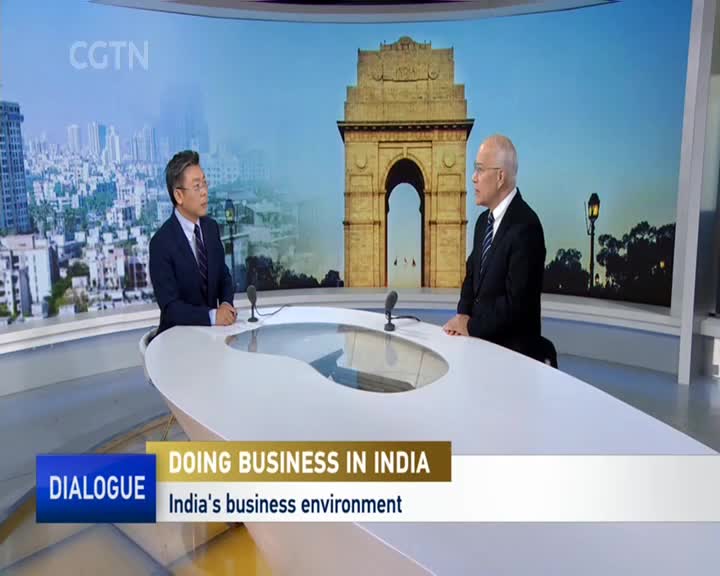 CGTN
DOING BUSINESS IN INDIA
DIALOGUE
India's business environment